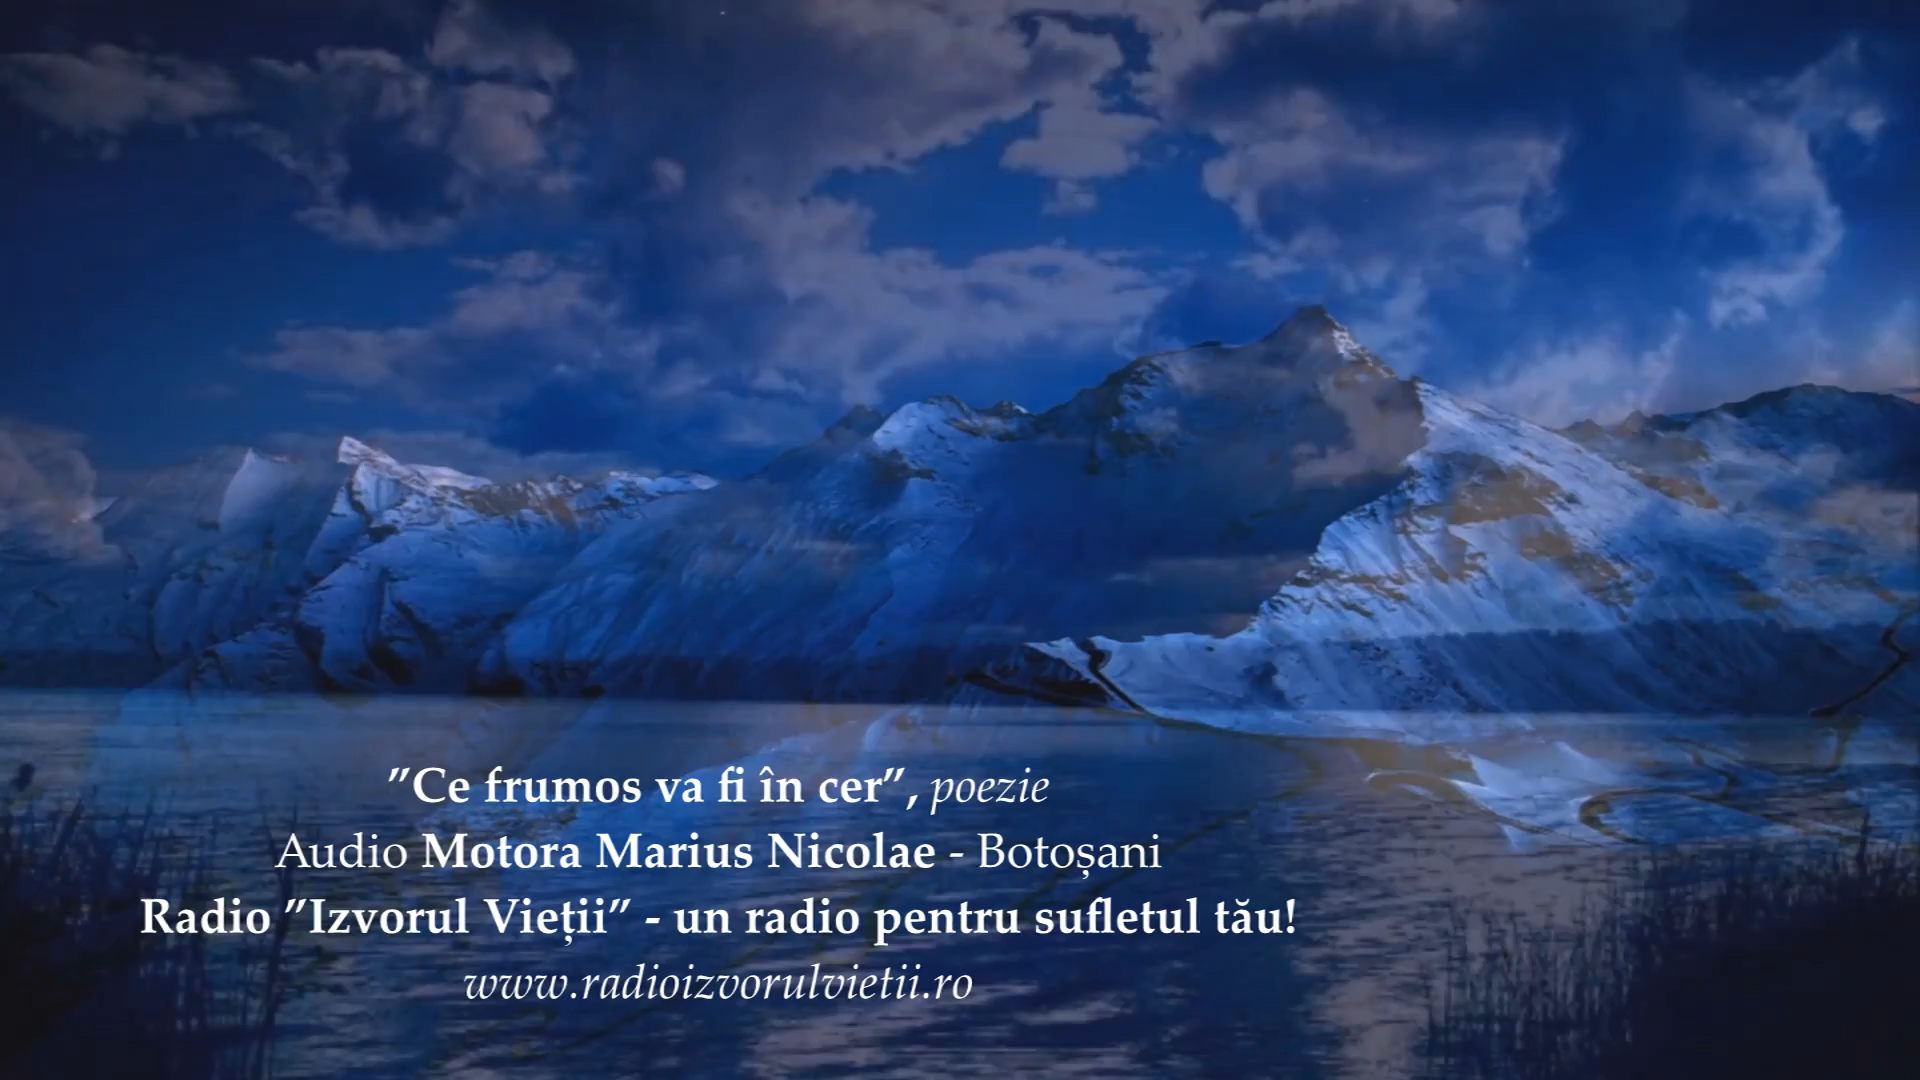 ”Ce frumos va fi în cer”, poezie
Audio Motora Marius Nicolae - Botoșani
Radio ”Izvorul Vieții” - un radio pentru sufletul tău!
www.radioizvorulvietii.ro